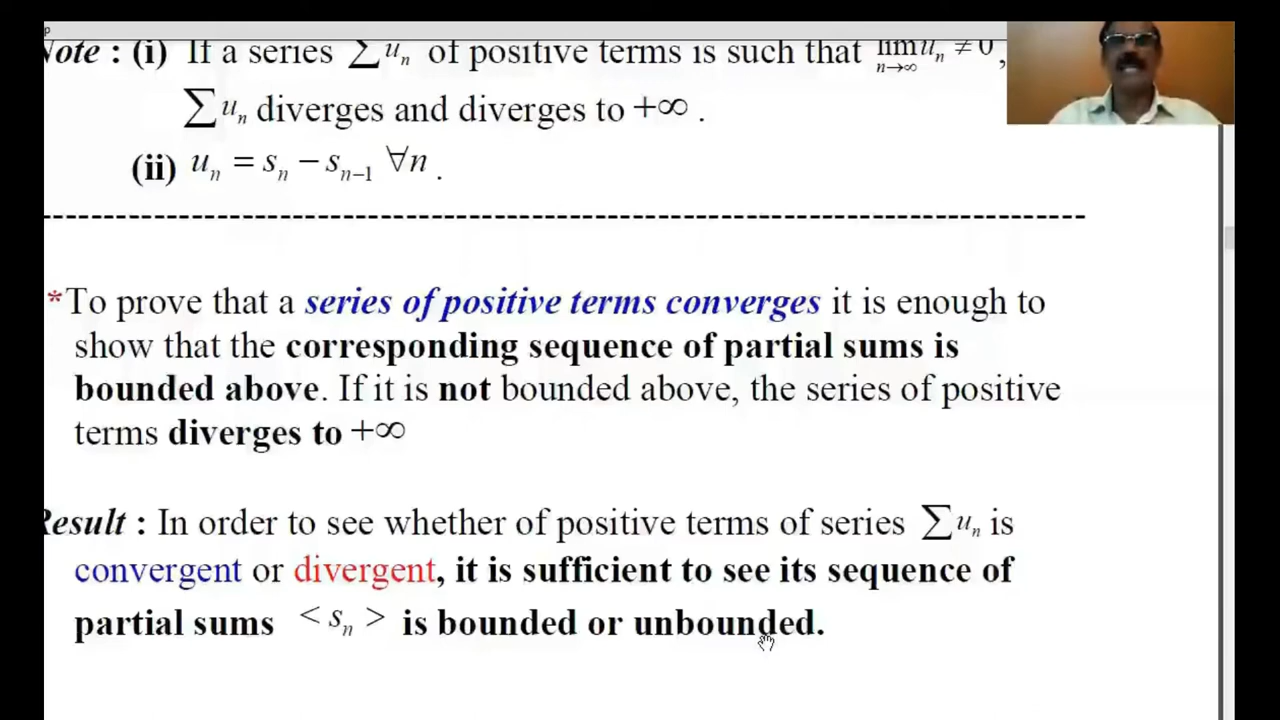 Note : (i) If a series ∑uₙ of positive terms is such that lim n→∞ uₙ ≠ 0,
∑uₙ diverges and diverges to +∞ .
(ii) uₙ = sₙ − sₙ₋₁ ∀n .
*To prove that a series of positive terms converges it is enough to
show that the corresponding sequence of partial sums is
bounded above. If it is not bounded above, the series of positive
terms diverges to +∞
Result : In order to see whether of positive terms of series ∑uₙ is
convergent or divergent, it is sufficient to see its sequence of
partial sums < sₙ > is bounded or unbounded.